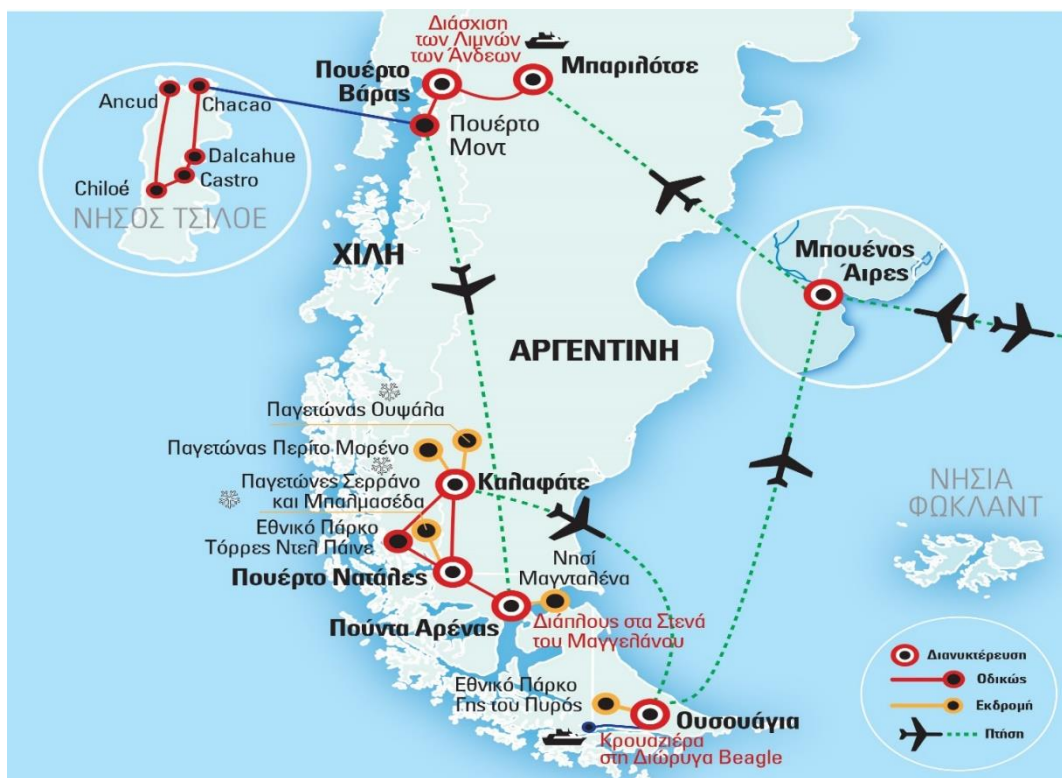 Διάσχιση
των Λιμνών
των Άνδεων
Πουέρτο
Βάρας
Μπαριλότσε
Πουέρτο
Μοντ
Ancud
Chacao
Dalcahue
Castro
Chiloé
ΝΗΣΟΣ ΤΣΙΛΟΕ
ΧΙΛΗ
Μπουένος
Άιρες
ΑΡΓΕΝΤΙΝΗ
Παγετώνας Ουψάλα
Παγετώνας Περίτο Μορένο
Παγετώνες Σερράνο
και Μπαλμασέδα
Καλαφάτε
Εθνικό Πάρκο
Τόρρες Ντελ Πάινε
Πουέρτο Νατάλες
Νησί
Μαγνταλένα
Πούντα Αρένας
Διάπλους στα Στενά
του Μαγγελάνου
ΝΗΣΙΑ
ΦΩΚΛΑΝΤ
Εθνικό Πάρκο
Γης του Πυρός
Ουσουάγια
Κρουαζιέρα
στη Διώρυγα Beagle
Διανυκτέρευση
Οδικώς
Εκδρομή
Πτήση